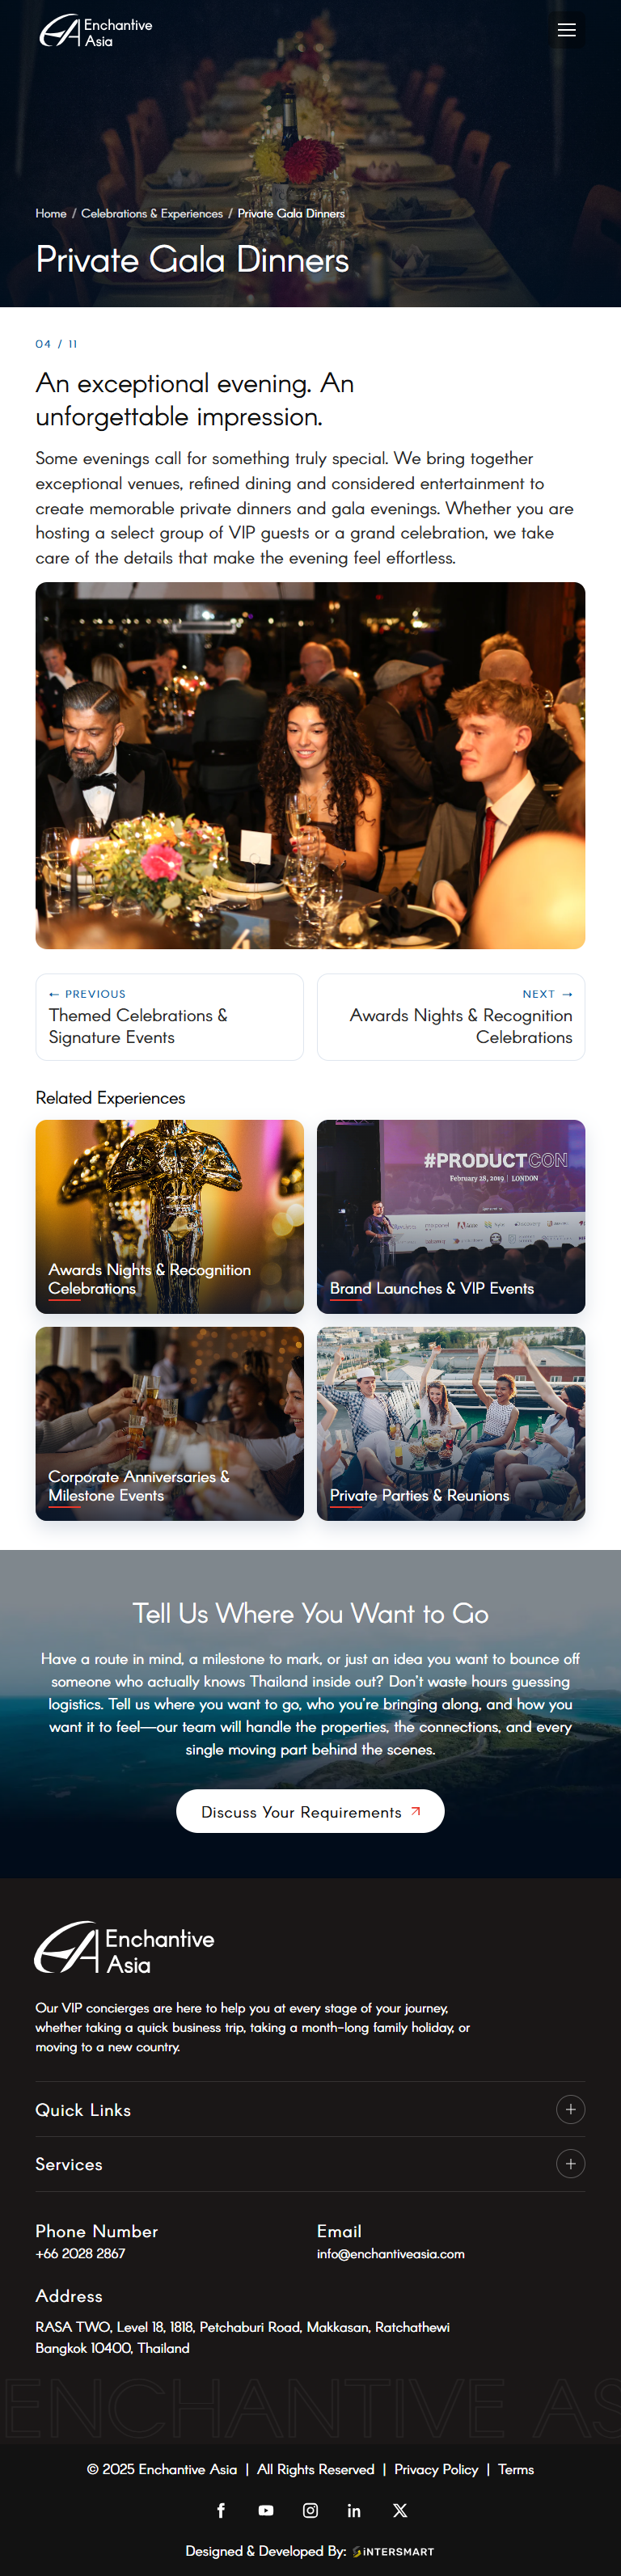 Enchantive
Asia
Home / Celebrations & Experiences / Private Gala Dinners
Private Gala Dinners
04 / 11
An exceptional evening. An
unforgettable impression.
Some evenings call for something truly special. We bring together
exceptional venues, refined dining and considered entertainment to
create memorable private dinners and gala evenings. Whether you are
hosting a select group of VIP guests or a grand celebration, we take
care of the details that make the evening feel effortless.
← PREVIOUS
Themed Celebrations &
Signature Events
NEXT →
Awards Nights & Recognition
Celebrations
Related Experiences
Awards Nights & Recognition
Celebrations
#PRODUCTCON
February 28, 2019 | LONDON
Brand Launches & VIP Events
Corporate Anniversaries &
Milestone Events
Private Parties & Reunions
Tell Us Where You Want to Go
Have a route in mind, a milestone to mark, or just an idea you want to bounce off
someone who actually knows Thailand inside out? Don't waste hours guessing
logistics. Tell us where you want to go, who you're bringing along, and how you
want it to feel—our team will handle the properties, the connections, and every
single moving part behind the scenes.
Discuss Your Requirements
Enchantive
Asia
Our VIP concierges are here to help you at every stage of your journey,
whether taking a quick business trip, taking a month-long family holiday, or
moving to a new country.
Quick Links
Services
Phone Number
+66 2028 2867
Email
info@enchantiveasia.com
Address
RASA TWO, Level 18, 1818, Petchaburi Road, Makkasan, Ratchathewi
Bangkok 10400, Thailand
ENCHANTIVE AS
© 2025 Enchantive Asia | All Rights Reserved | Privacy Policy | Terms
Designed & Developed By: iNTERSMART